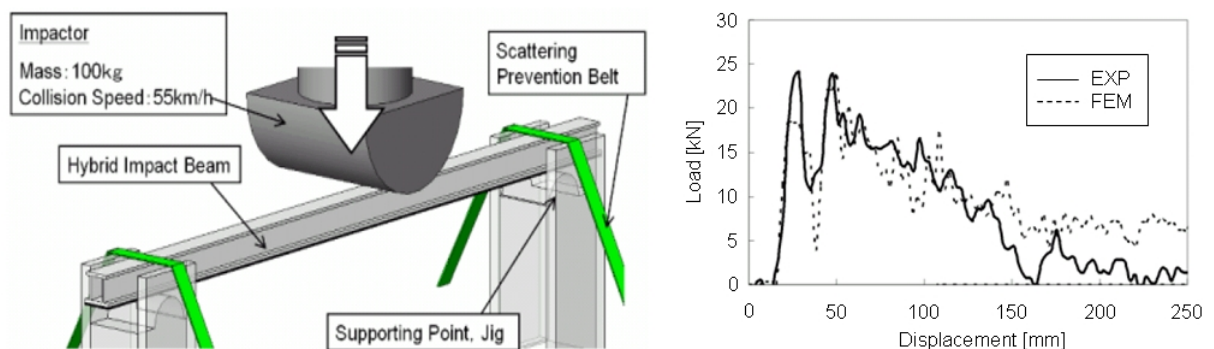 Impactor
Mass:100kg
Collision Speed:55km/h
Scattering
Prevention Belt
Hybrid Impact Beam
Supporting Point, Jig
30
25
20
15
10
5
0
Load [kN]
EXP
FEM
0 50 100 150 200 250
Displacement [mm]